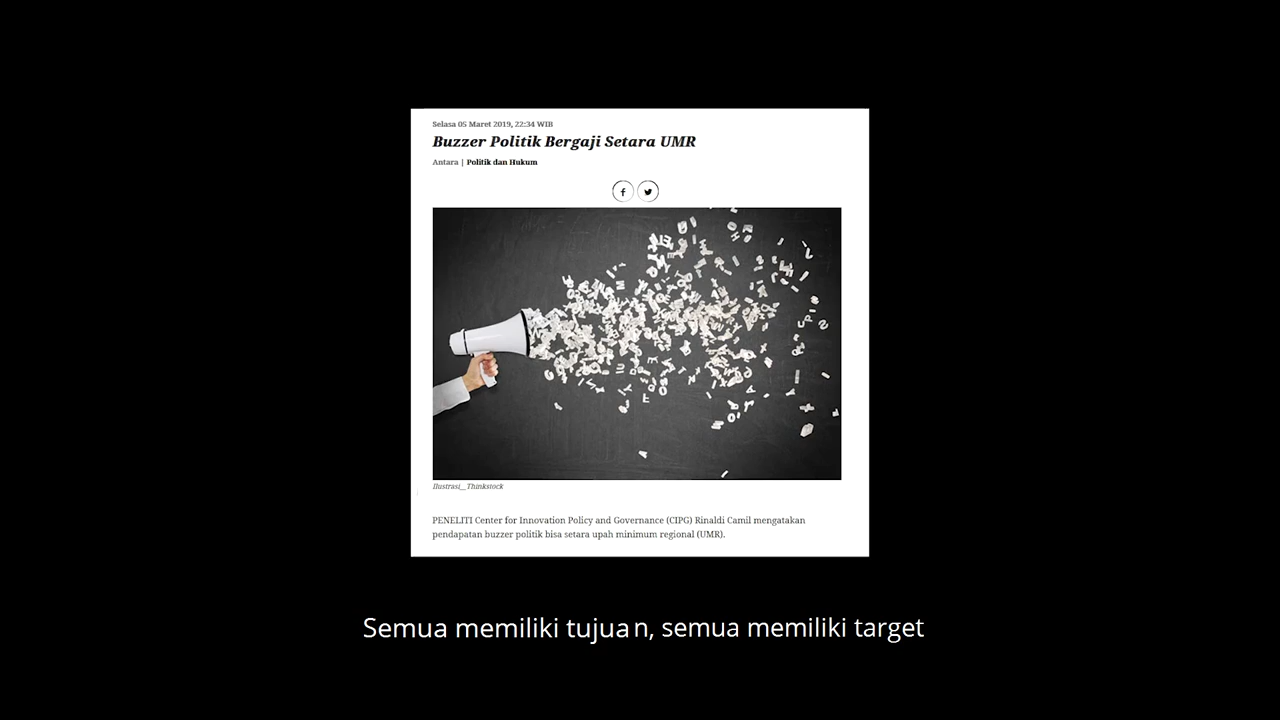 Selasa 05 Maret 2019, 22:34 WIB
Buzzer Politik Bergaji Setara UMR
Antara | Politik dan Hukum
Ilustrasi__Thinkstock
PENELITI Center for Innovation Policy and Governance (CIPG) Rinaldi Camil mengatakan
pendapatan buzzer politik bisa setara upah minimum regional (UMR).
Semua memiliki tujuan, semua memiliki target